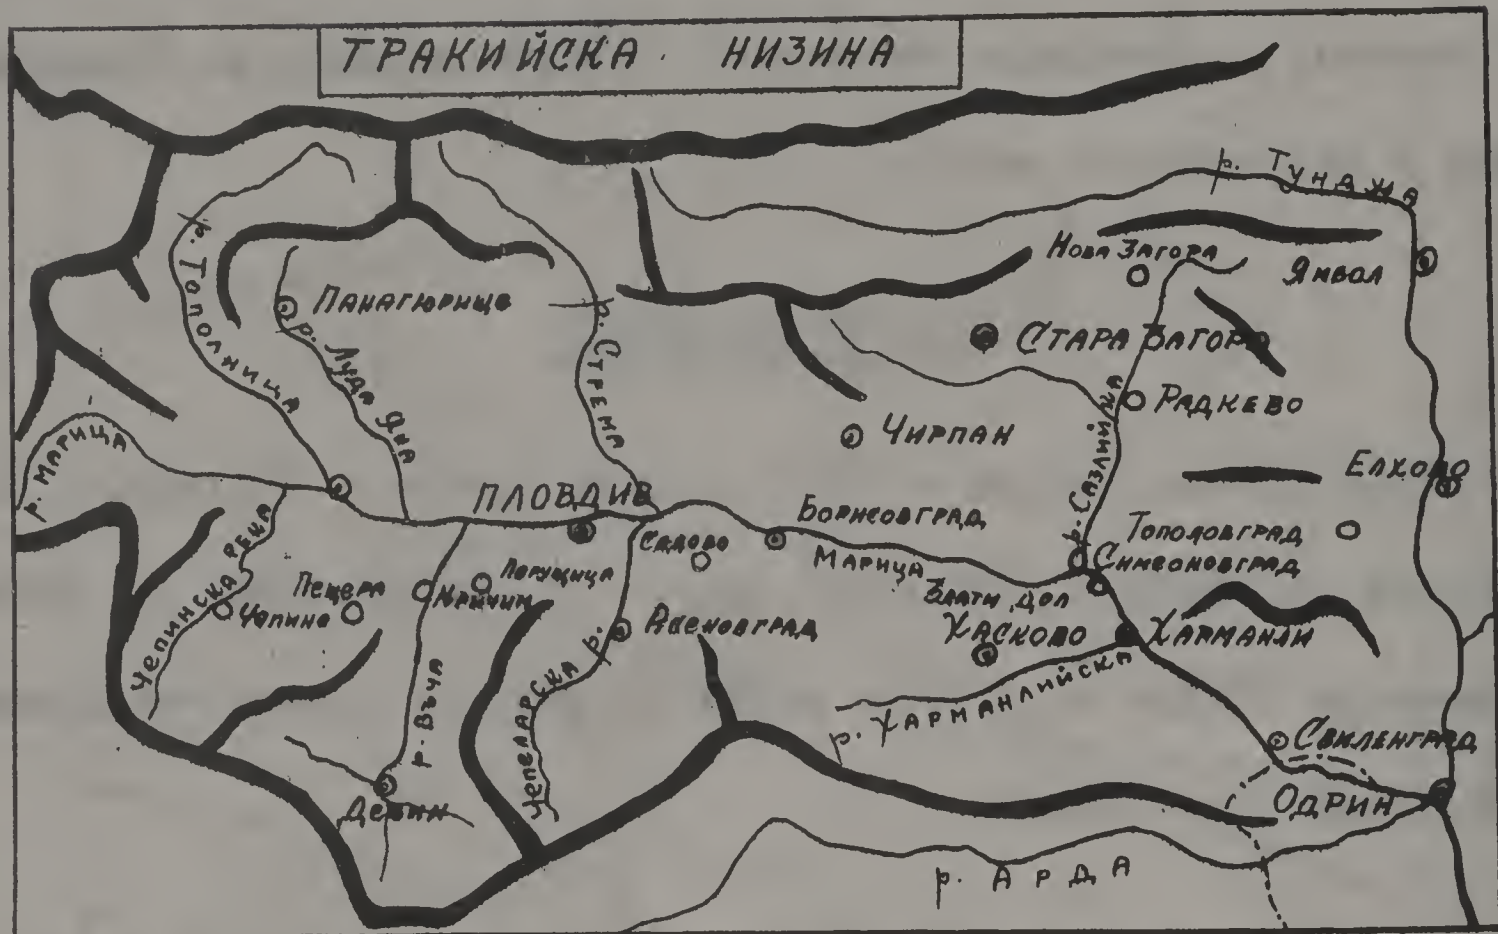 ТРАКИЙСКА НИЗИНА
р. ТУНДЖА
НОВА ЗАГОРА
ЯМБОЛ
р. ТОПОЛНИЦА
ПАНАГЮРИЩЕ
р. ЛУДА ЯНА
р. СТРЕМА
СТАРА ЗАГОРА
РАДНЕВО
ЧИРПАН
р. МАРИЦА
р. САЗЛИЙКА
ЕЛХОВО
ПЛОВДИВ
БОРИСОВГРАД
ТОПОЛОВГРАД
САДОВО
МАРИЦА
СИМЕОНОВГРАД
ЧЕПИНСКА РЕКА
ЧЕПИНО
ПЕЩЕРА
КРИЧИМ
ПЕРУЩИЦА
ЗЛАТИ ДОЛ
АСЕНОВГРАД
ХАСКОВО
ХАРМАНЛИ
р. ВЪЧА
ЧЕПЕЛАРСКА р.
р. ХАРМАНЛИЙСКА
СВИЛЕНГРАД
ДЕВИН
ОДРИН
р. АРДА